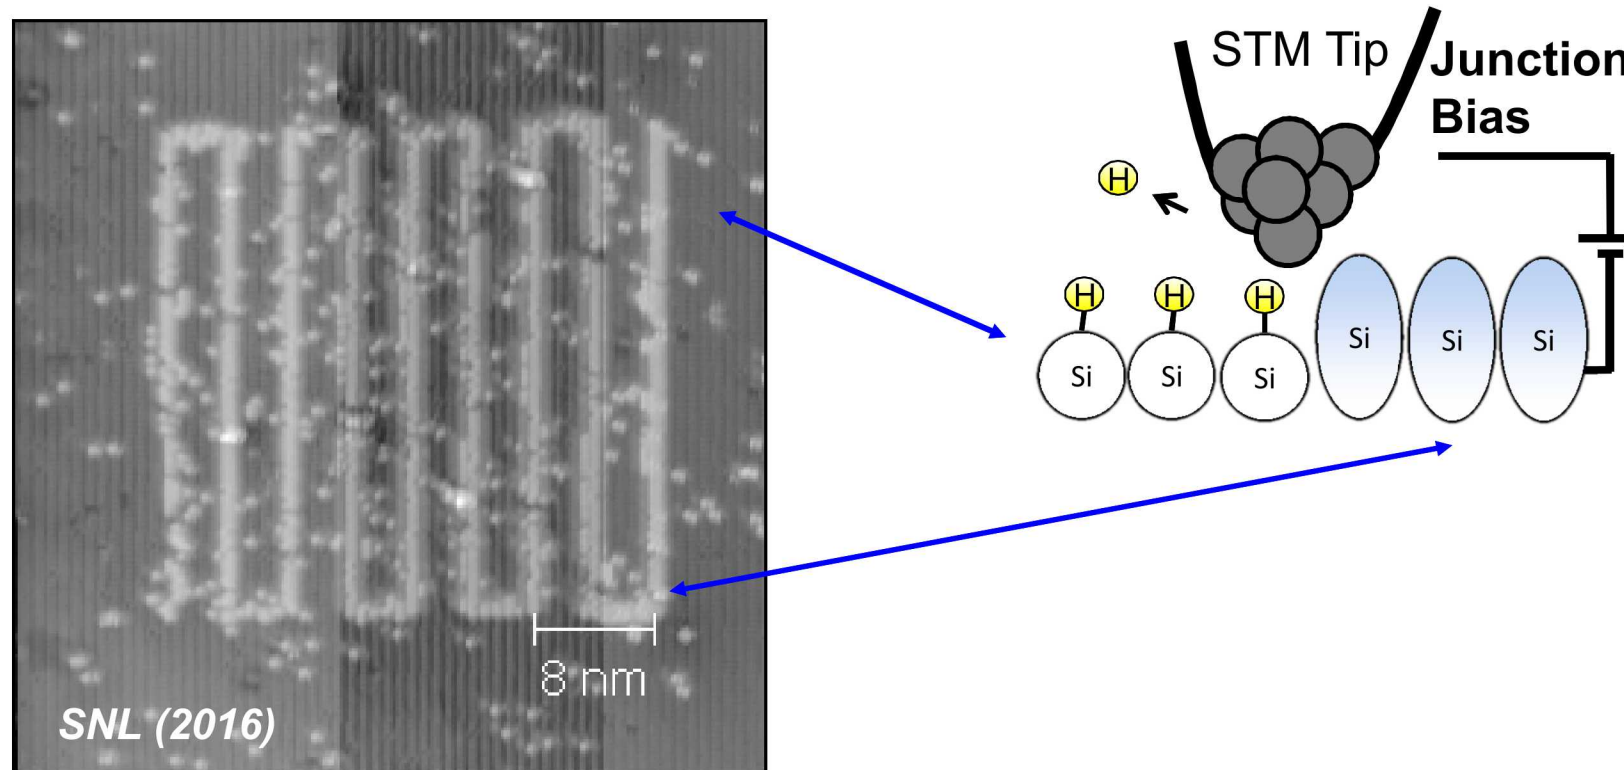 STM Tip
Junction
Bias
H
H
H
H
Si
Si
Si
Si
Si
Si
8 nm
SNL (2016)